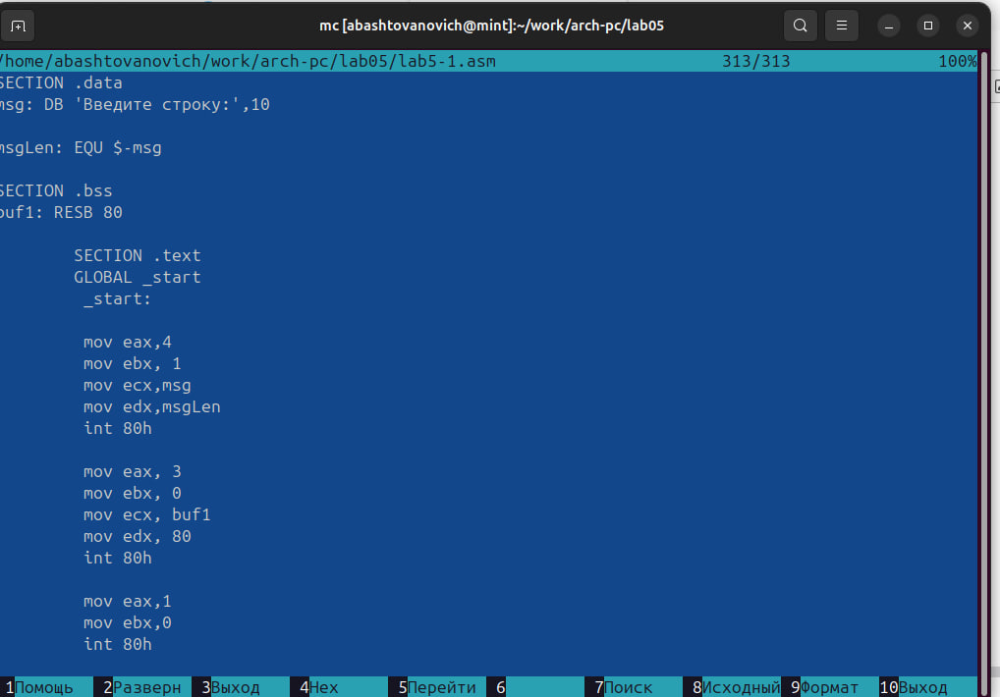 mc [abashtovanovich@mint]:~/work/arch-pc/lab05
/home/abashtovanovich/work/arch-pc/lab05/lab5-1.asm 313/313 100%
SECTION .data
msg: DB 'Введите строку:',10
msgLen: EQU $-msg
SECTION .bss
buf1: RESB 80
SECTION .text
GLOBAL _start
_start:
mov eax,4
mov ebx, 1
mov ecx,msg
mov edx,msgLen
int 80h
mov eax, 3
mov ebx, 0
mov ecx, buf1
mov edx, 80
int 80h
mov eax,1
mov ebx,0
int 80h
1Помощь 2Разверн 3Выход 4Hex 5Перейти 6 7Поиск 8Исходный 9Формат 10Выход